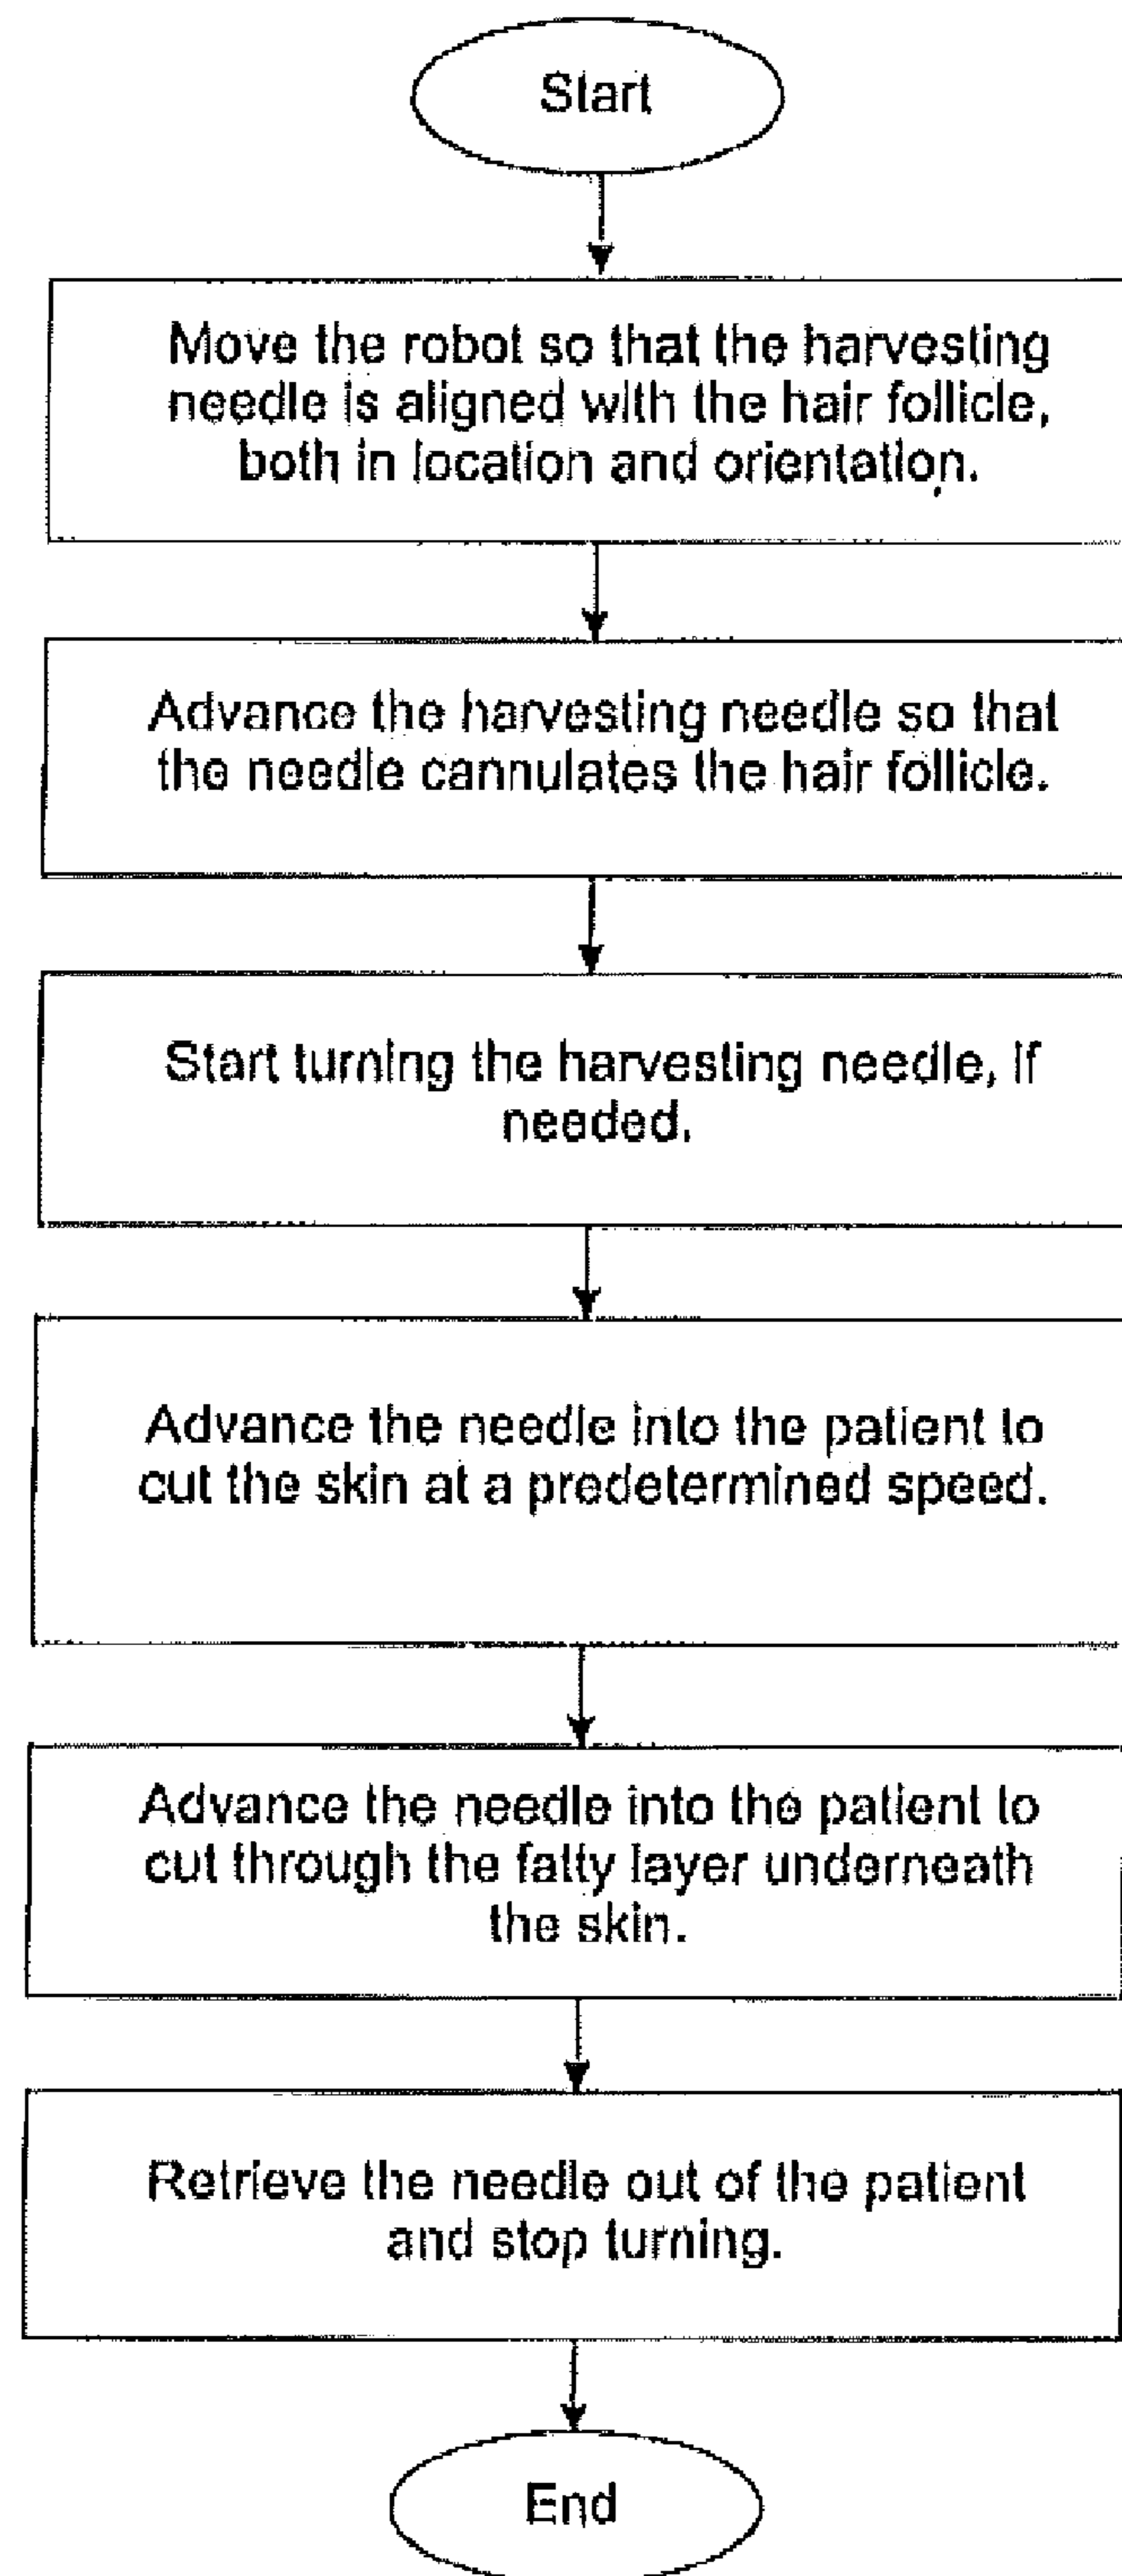 Start
Move the robot so that the harvesting
needle is aligned with the hair follicle,
both in location and orientation.
Advance the harvesting needle so that
the needle cannulates the hair follicle.
Start turning the harvesting needle, if
needed.
Advance the needle into the patient to
cut the skin at a predetermined speed.
Advance the needle into the patient to
cut through the fatty layer underneath
the skin.
Retrieve the needle out of the patient
and stop turning.
End